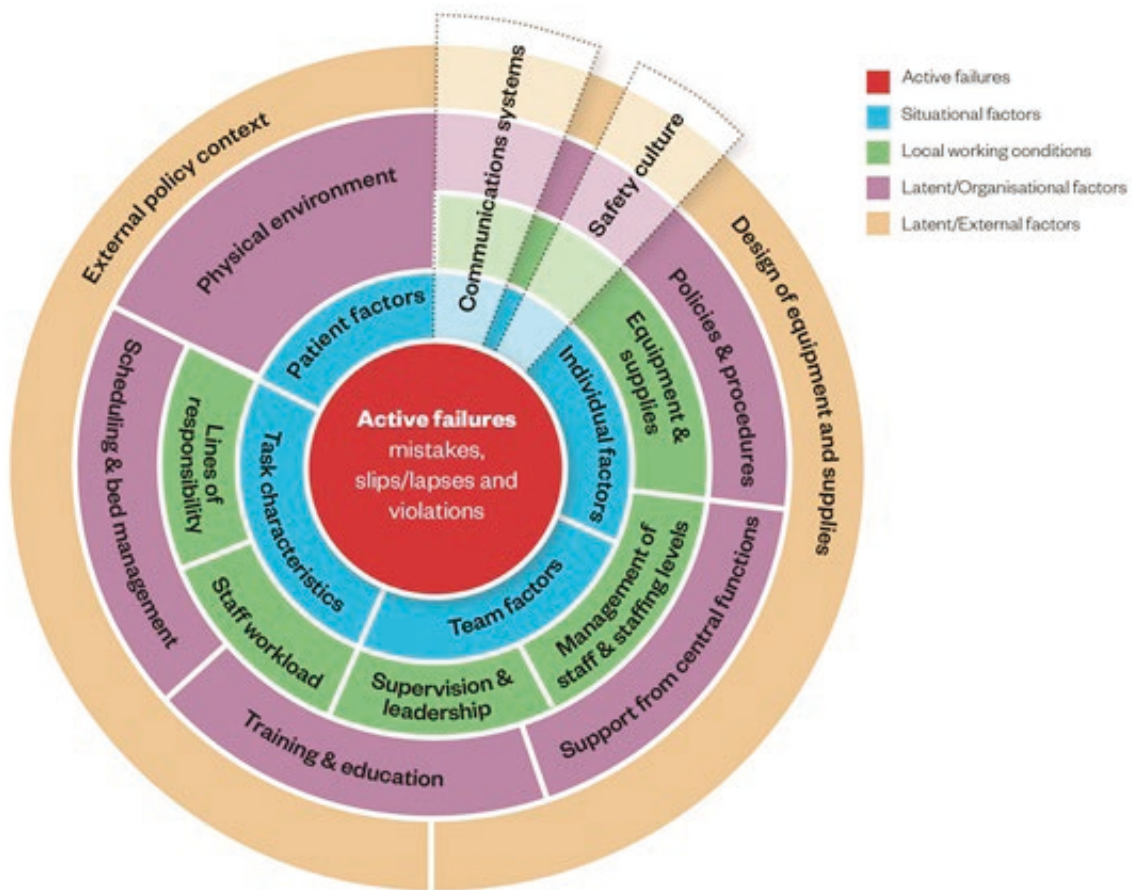 Communications systems
Safety culture
Active failures
Situational factors
Local working conditions
Latent/Organisational factors
Latent/External factors
External policy context
Physical environment
Patient factors
Design of equipment and supplies
Policies & procedures
Equipment &
supplies
Individual factors
Active failures
mistakes,
slips/lapses and
violations
Scheduling & bed management
Lines of
responsibility
Task characteristics
Team factors
Management of
staff & staffing levels
Staff workload
Supervision &
leadership
Support from central functions
Training & education